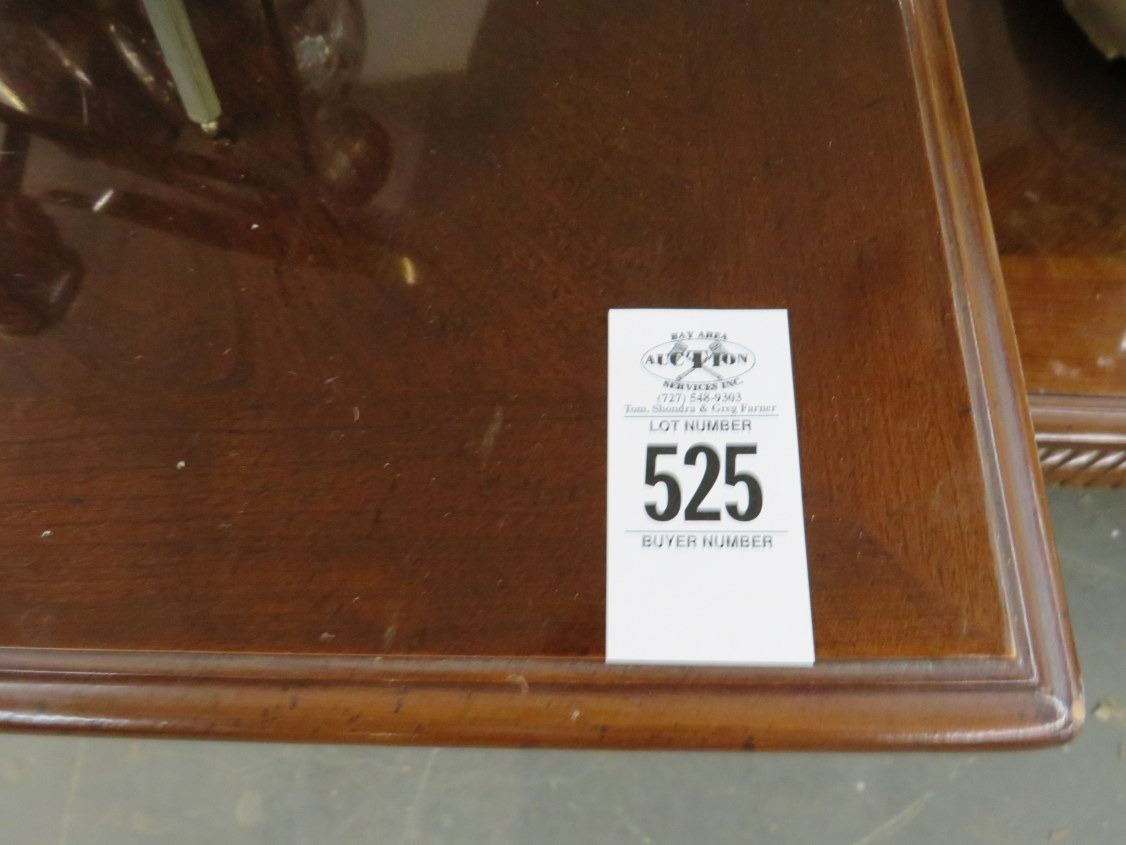 BAY AREA
AUCTION
SERVICES INC.
(727) 548-9303
Tom, Shondra & Greg Farner
LOT NUMBER
525
BUYER NUMBER